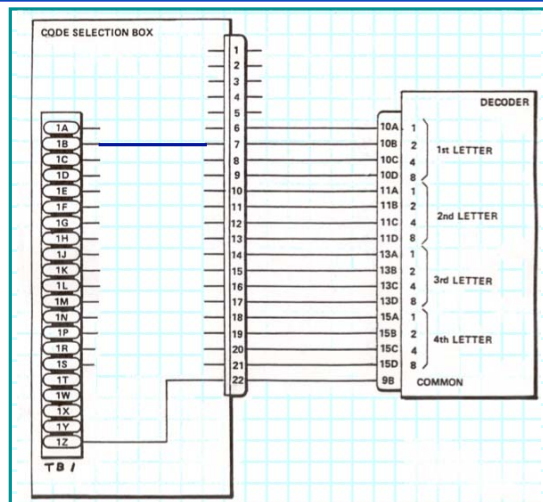 CODE SELECTION BOX
DECODER
1
2
3
4
5
6
7
8
9
10
11
12
13
14
15
16
17
18
19
20
21
22
1A
1B
1C
1D
1E
1F
1G
1H
1J
1K
1L
1M
1N
1P
1R
1S
1T
1W
1X
1Y
1Z
TB1
10A 1
10B 2
10C 4
10D 8
1st LETTER
11A 1
11B 2
11C 4
11D 8
2nd LETTER
13A 1
13B 2
13C 4
13D 8
3rd LETTER
15A 1
15B 2
15C 4
15D 8
4th LETTER
9B COMMON